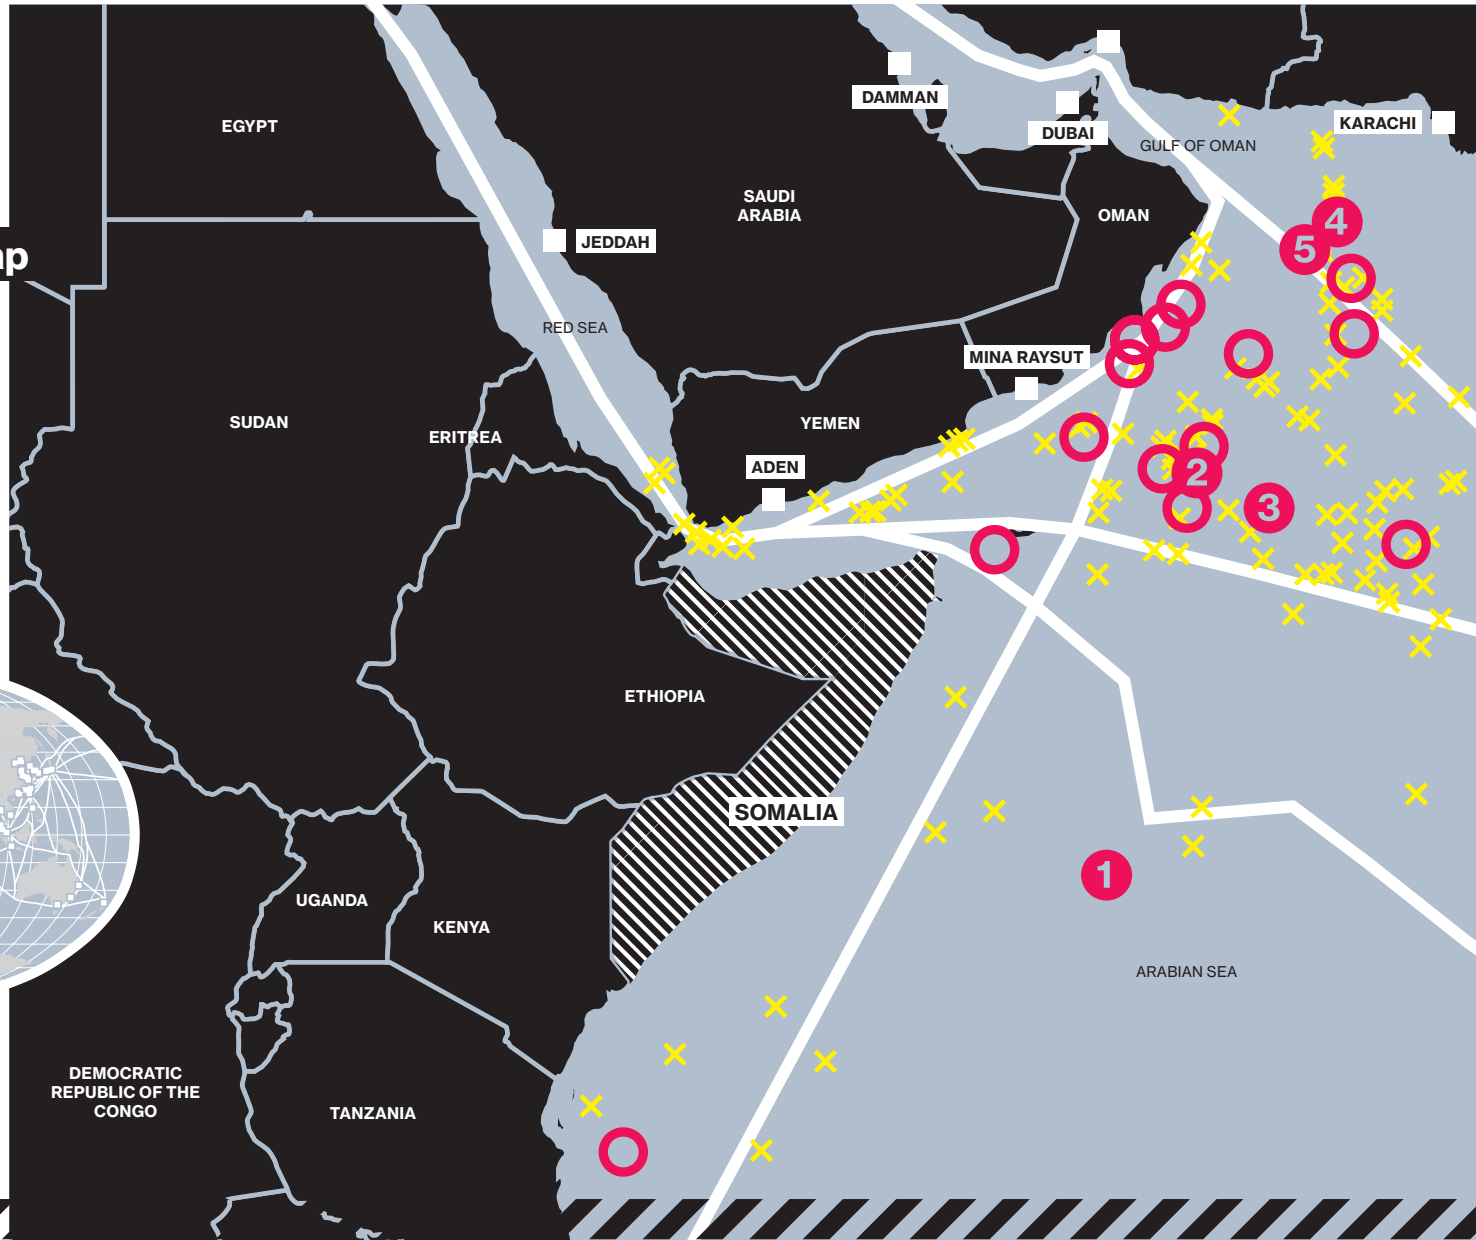 DAMMAN
EGYPT
KARACHI
DUBAI
GULF OF OMAN
SAUDI
ARABIA
OMAN
4
5
ap
JEDDAH
RED SEA
MINA RAYSUT
SUDAN
YEMEN
ERITREA
ADEN
2
3
ETHIOPIA
SOMALIA
1
UGANDA
KENYA
ARABIAN SEA
DEMOCRATIC
REPUBLIC OF THE
CONGO
TANZANIA